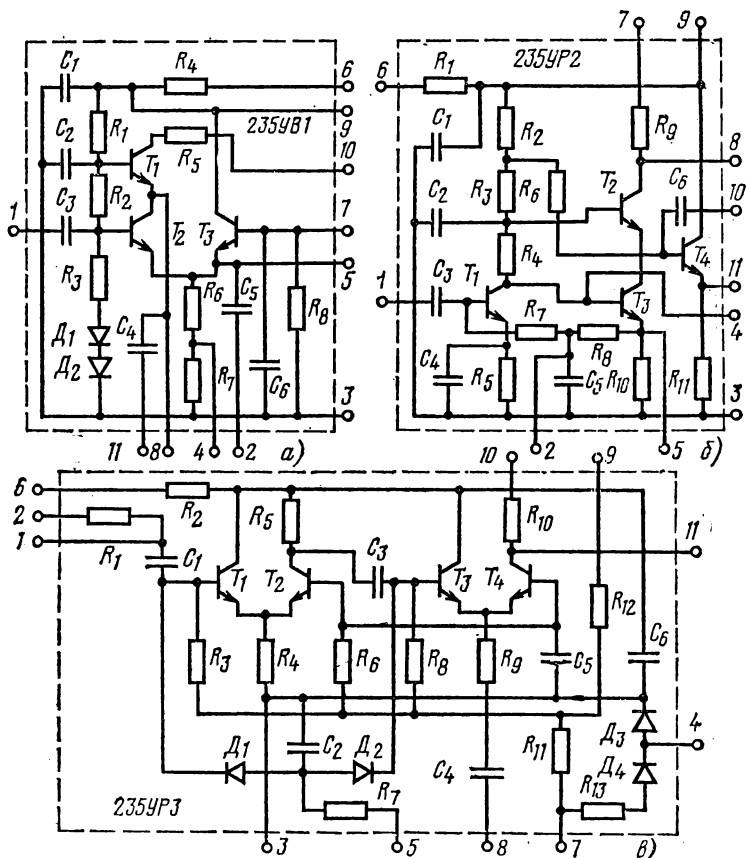 C1
R4
6
235УВ1
9
C2
R1
R5
10
T1
1
C3
R2
T2
T3
7
5
R3
R6
C5
R8
Д1
C4
Д2
R7
C6
3
11
8
4
2
а)
7
9
235УР2
6
R1
C1
R2
R9
8
C2
R3
R6
T2
C6
10
R4
T4
1
C3
T1
11
R7
T3
4
C4
R8
R5
C5
R10
R11
3
2
5
б)
10
9
6
2
R2
R5
R10
1
R1
C1
C3
11
T1
T2
T3
T4
R12
R3
R4
R6
R8
R9
C5
C6
Д1
C2
Д2
R11
Д3
4
C4
Д4
R13
235УР3
R7
3
5
8
7
в)